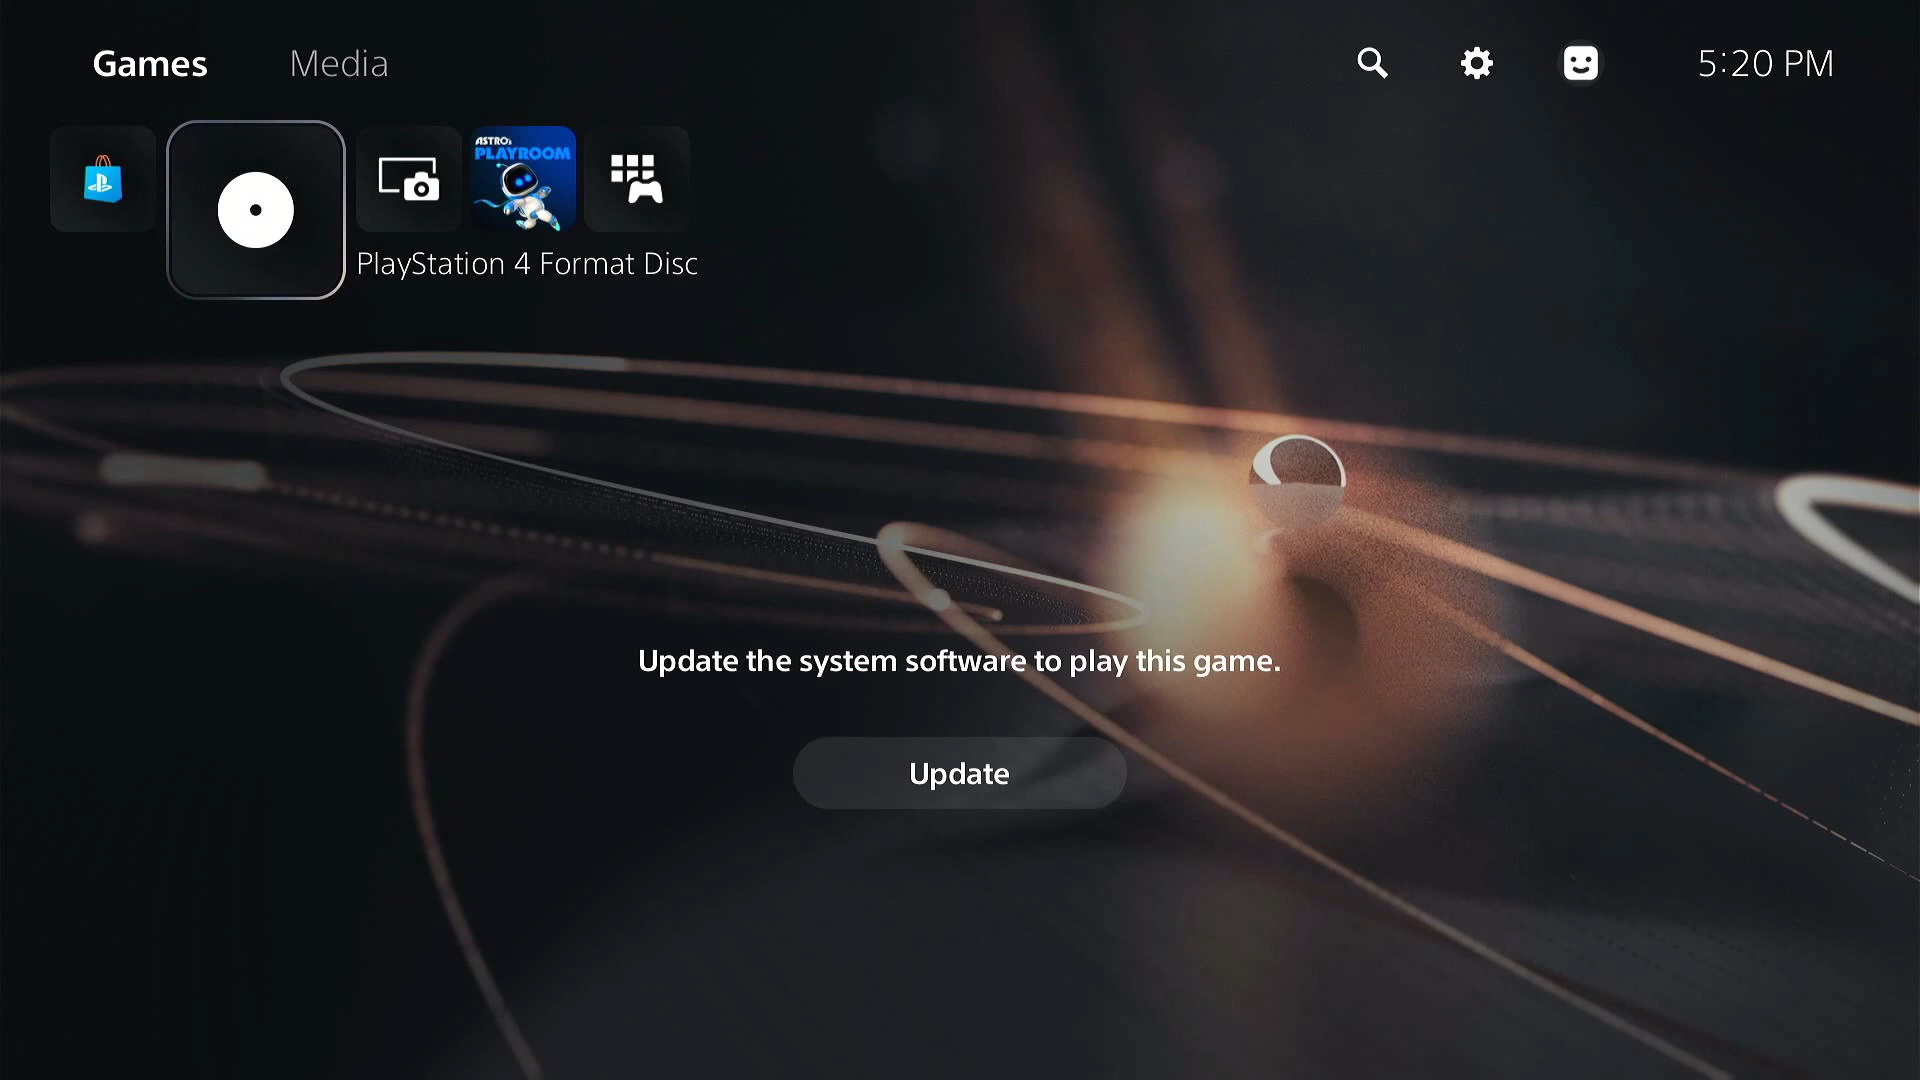 Games
Media
5:20 PM
ASTRO's
PLAYROOM
PlayStation 4 Format Disc
Update the system software to play this game.
Update